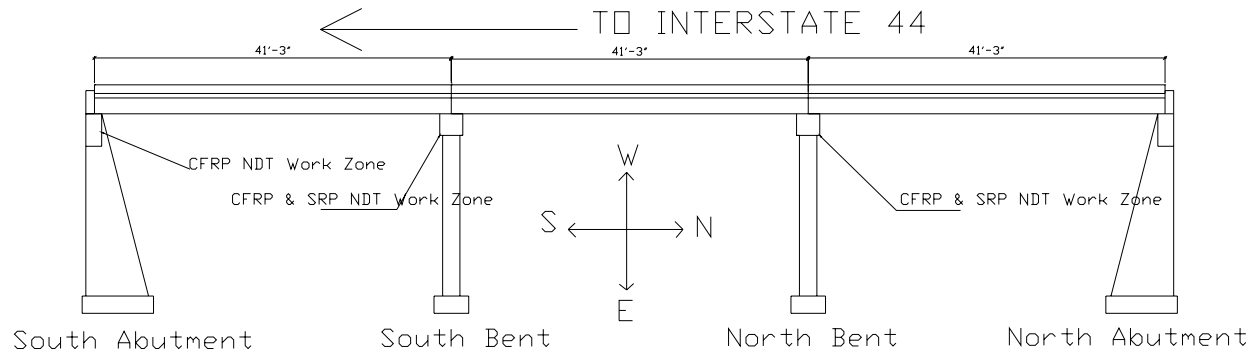 TO INTERSTATE 44
41'-3"
41'-3"
41'-3"
CFRP NDT Work Zone
CFRP & SRP NDT Work Zone
CFRP & SRP NDT Work Zone
W
S
N
E
South Abutment
South Bent
North Bent
North Abutment